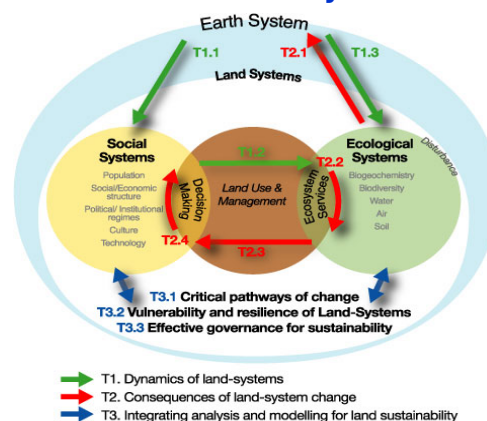 Earth System
T1.1
T2.1
T1.3
Land Systems
Social
Systems
Population
Social/Economic
structure
Political/ Institutional
regimes
Culture
Technology
Decision
Making
T1.2
Land Use &
Management
Ecosystem
Services
T2.2
Ecological
Systems
Biogeochemistry
Biodiversity
Water
Air
Soil
Disturbance
T2.4
T2.3
T3.1 Critical pathways of change
T3.2 Vulnerability and resilience of Land-Systems
T3.3 Effective governance for sustainability
T1. Dynamics of land-systems
T2. Consequences of land-system change
T3. Integrating analysis and modelling for land sustainability